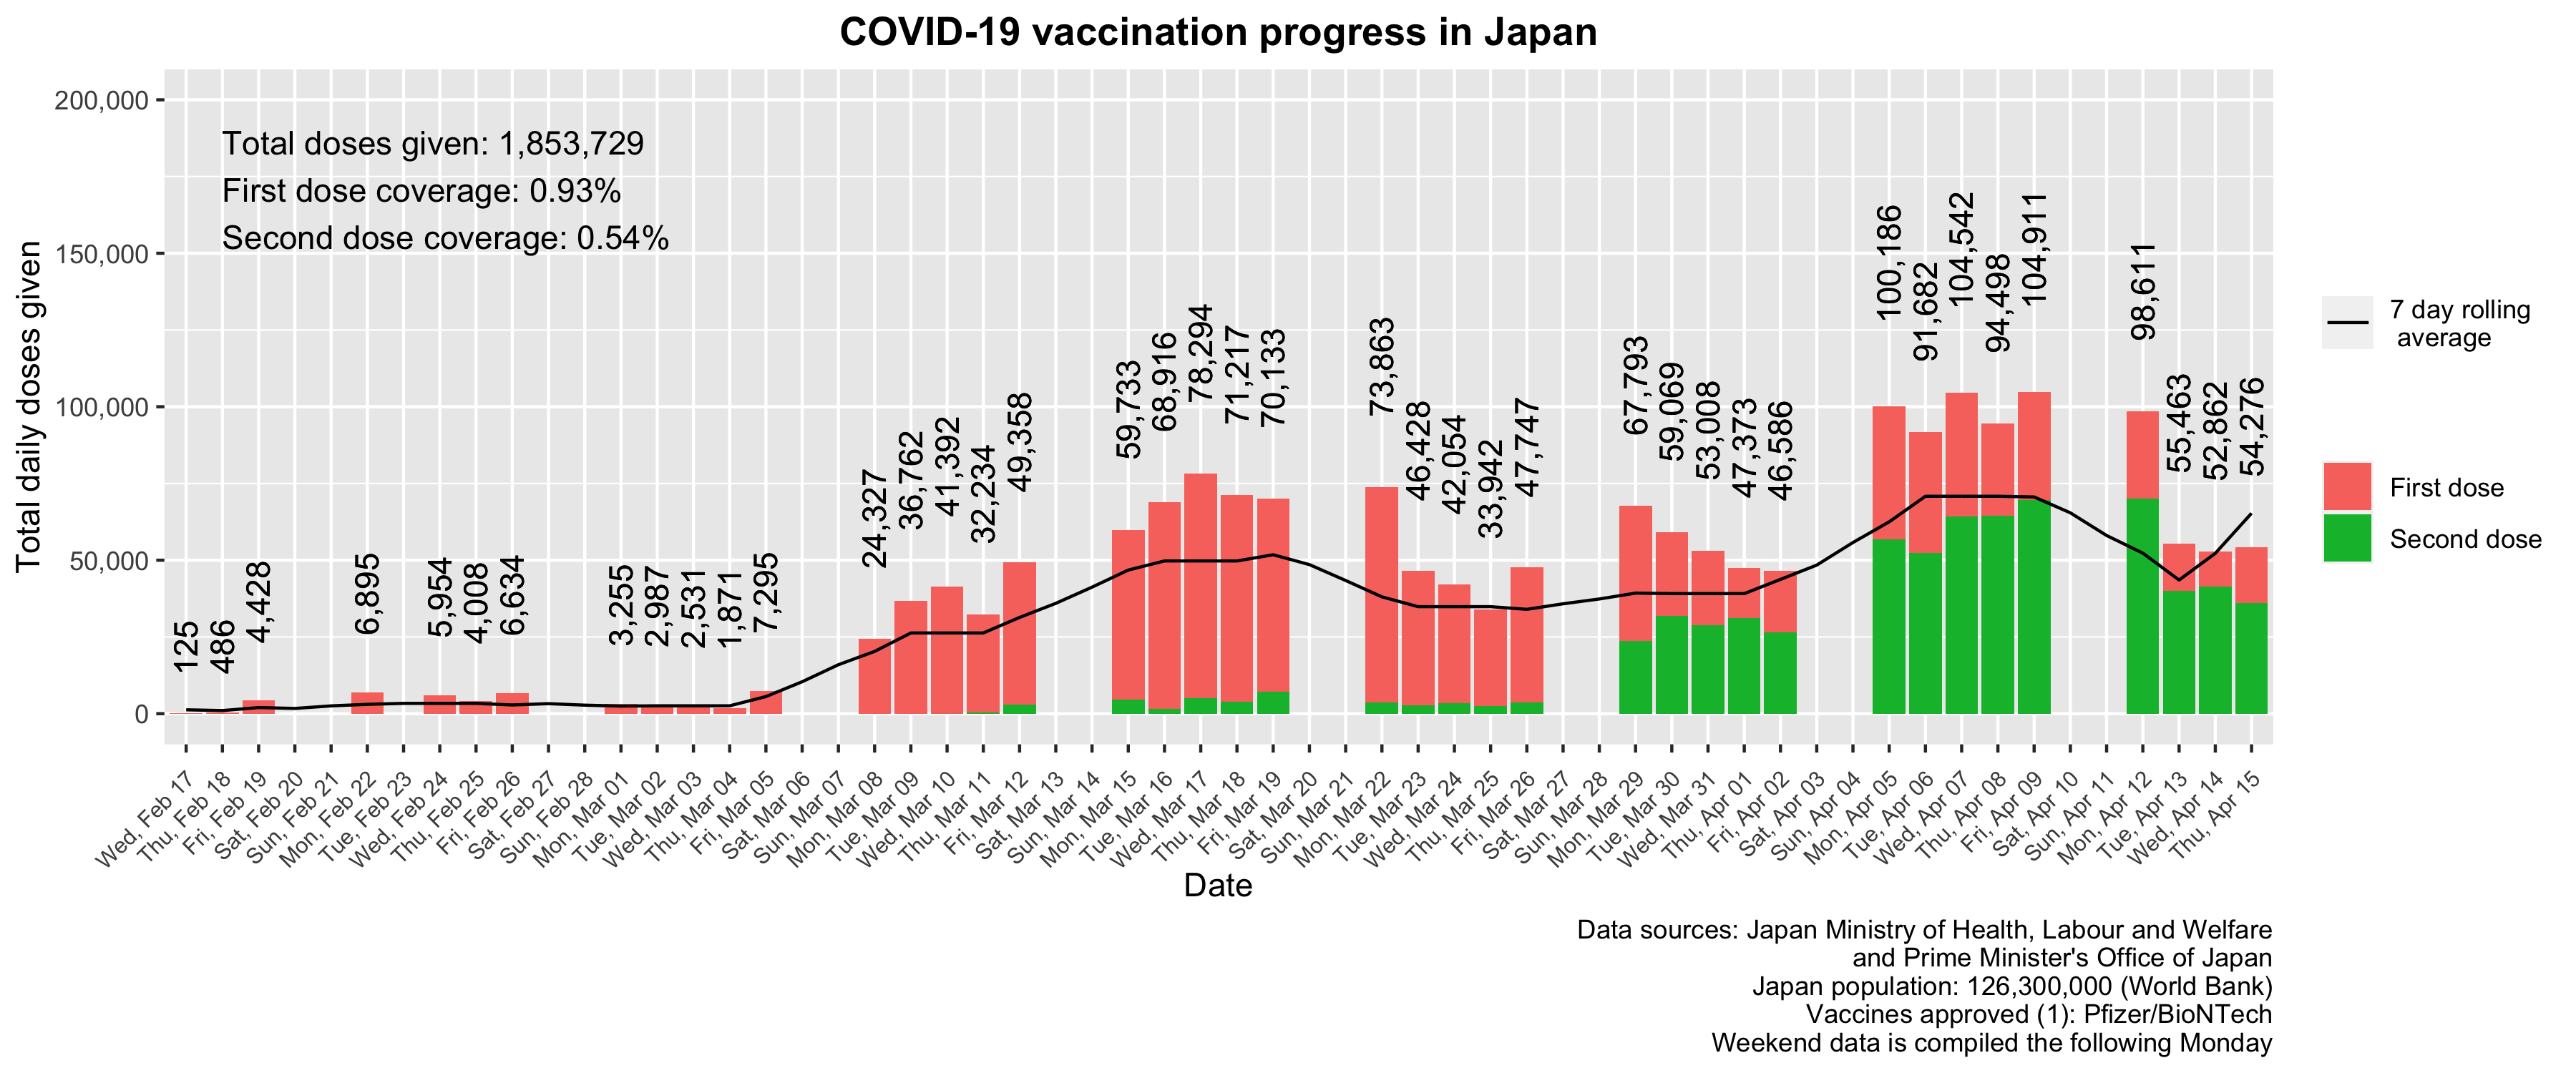 COVID-19 vaccination progress in Japan
Total daily doses given
200,000
150,000
100,000
50,000
0
Total doses given: 1,853,729
First dose coverage: 0.93%
Second dose coverage: 0.54%
125
486
4,428
6,895
5,954
4,008
6,634
3,255
2,987
2,531
1,871
7,295
24,327
36,762
41,392
32,234
49,358
59,733
68,916
78,294
71,217
70,133
73,863
46,428
42,054
33,942
47,747
67,793
59,069
53,008
47,373
46,586
100,186
91,682
104,542
94,498
104,911
98,611
55,463
52,862
54,276
Wed, Feb 17
Thu, Feb 18
Fri, Feb 19
Sat, Feb 20
Sun, Feb 21
Mon, Feb 22
Tue, Feb 23
Wed, Feb 24
Thu, Feb 25
Fri, Feb 26
Sat, Feb 27
Sun, Feb 28
Mon, Mar 01
Tue, Mar 02
Wed, Mar 03
Thu, Mar 04
Fri, Mar 05
Sat, Mar 06
Sun, Mar 07
Mon, Mar 08
Tue, Mar 09
Wed, Mar 10
Thu, Mar 11
Fri, Mar 12
Sat, Mar 13
Sun, Mar 14
Mon, Mar 15
Tue, Mar 16
Wed, Mar 17
Thu, Mar 18
Fri, Mar 19
Sat, Mar 20
Sun, Mar 21
Mon, Mar 22
Tue, Mar 23
Wed, Mar 24
Thu, Mar 25
Fri, Mar 26
Sat, Mar 27
Sun, Mar 28
Mon, Mar 29
Tue, Mar 30
Wed, Mar 31
Thu, Apr 01
Fri, Apr 02
Sat, Apr 03
Sun, Apr 04
Mon, Apr 05
Tue, Apr 06
Wed, Apr 07
Thu, Apr 08
Fri, Apr 09
Sat, Apr 10
Sun, Apr 11
Mon, Apr 12
Tue, Apr 13
Wed, Apr 14
Thu, Apr 15
Date
7 day rolling
average
First dose
Second dose
Data sources: Japan Ministry of Health, Labour and Welfare
and Prime Minister's Office of Japan
Japan population: 126,300,000 (World Bank)
Vaccines approved (1): Pfizer/BioNTech
Weekend data is compiled the following Monday